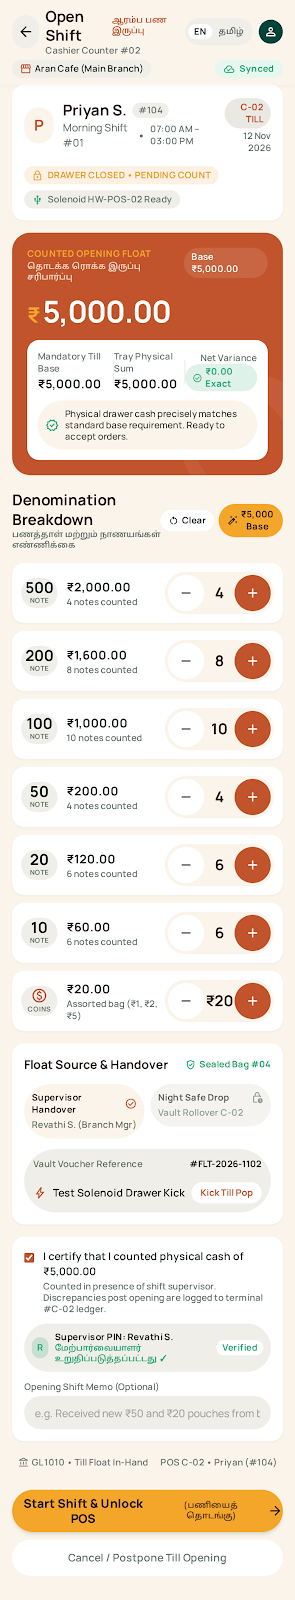 Open
Shift
ஆரம்ப பண
இருப்பு
EN
தமிழ்
Cashier Counter #02
Aran Cafe (Main Branch)
Synced
P
Priyan S.
#104
C-02
TILL
Morning Shift
#01
• 07:00 AM –
03:00 PM
12 Nov
2026
DRAWER CLOSED • PENDING COUNT
Solenoid HW-POS-02 Ready
COUNTED OPENING FLOAT
தொடக்க ரொக்க இருப்பு
சரிபார்ப்பு
Base
₹5,000.00
₹5,000.00
Mandatory Till
Base
₹5,000.00
Tray Physical
Sum
₹5,000.00
Net Variance
₹0.00
Exact
Physical drawer cash precisely matches
standard base requirement. Ready to
accept orders.
Denomination
Breakdown
பணத்தாள் மற்றும் நாணயங்கள்
எண்ணிக்கை
Clear
₹5,000
Base
500
NOTE
₹2,000.00
4 notes counted
− 4 +
200
NOTE
₹1,600.00
8 notes counted
− 8 +
100
NOTE
₹1,000.00
10 notes counted
− 10 +
50
NOTE
₹200.00
4 notes counted
− 4 +
20
NOTE
₹120.00
6 notes counted
− 6 +
10
NOTE
₹60.00
6 notes counted
− 6 +
COINS
₹20.00
Assorted bag (₹1, ₹2,
₹5)
− ₹20 +
Float Source & Handover
Sealed Bag #04
Supervisor
Handover
Revathi S. (Branch Mgr)
Night Safe Drop
Vault Rollover C-02
Vault Voucher Reference
#FLT-2026-1102
Test Solenoid Drawer Kick
Kick Till Pop
I certify that I counted physical cash of
₹5,000.00
Counted in presence of shift supervisor.
Discrepancies post opening are logged to terminal
#C-02 ledger.
R
Supervisor PIN: Revathi S.
மேற்பார்வையாளர்
உறுதிப்படுத்தப்பட்டது ✓
Verified
Opening Shift Memo (Optional)
e.g. Received new ₹50 and ₹20 pouches from t
GL1010 • Till Float In-Hand
POS C-02 • Priyan (#104)
Start Shift & Unlock
POS
(பணியைத்
தொடங்கு)
Cancel / Postpone Till Opening